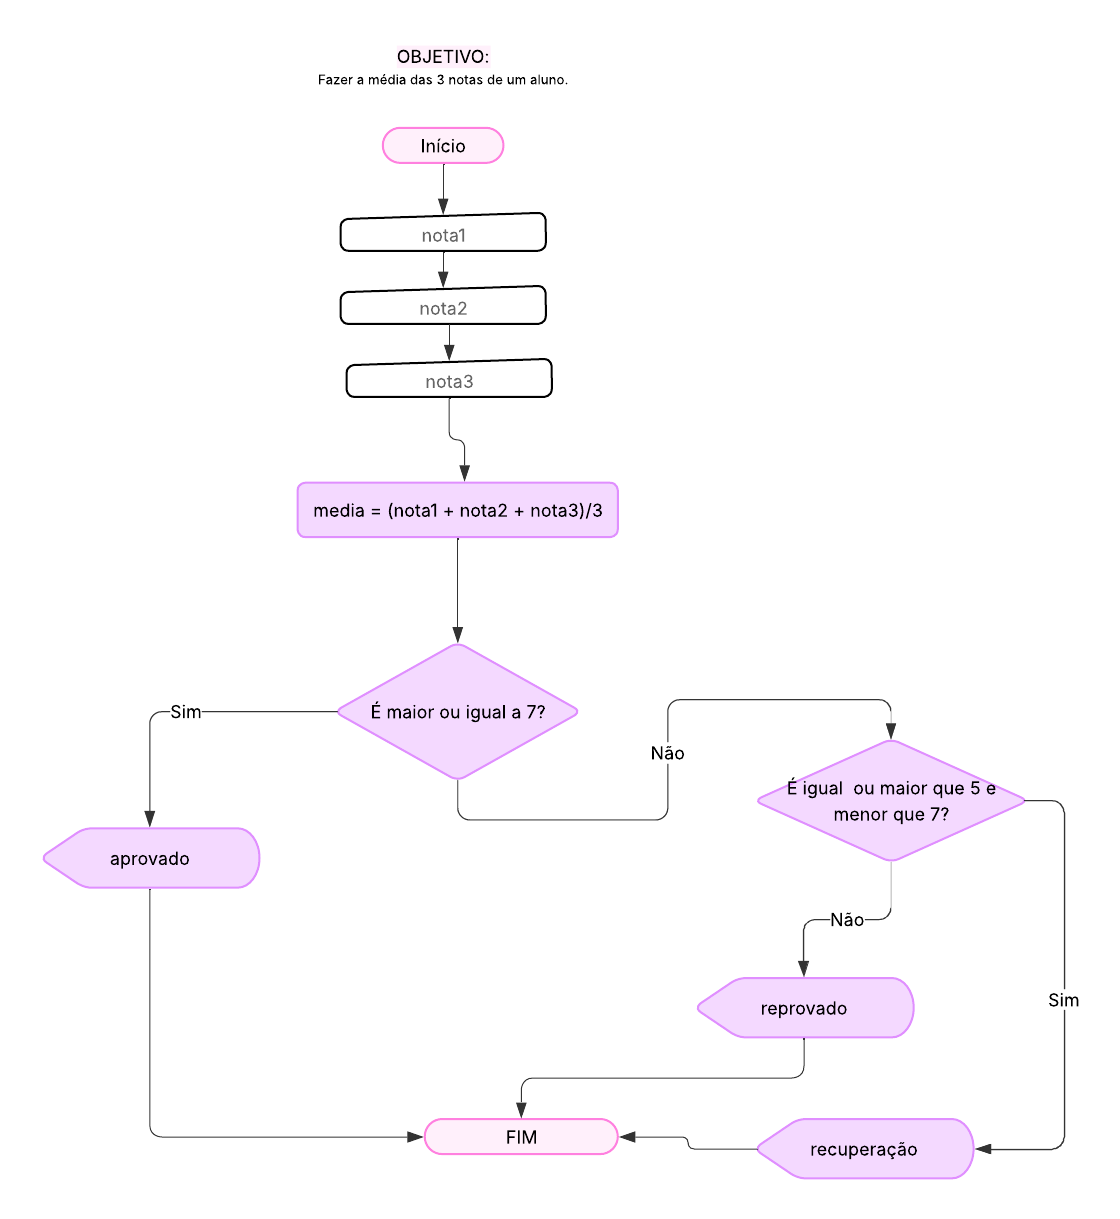 OBJETIVO:
Fazer a média das 3 notas de um aluno.
Início
nota1
nota2
nota3
media = (nota1 + nota2 + nota3)/3
É maior ou igual a 7?
Sim
Não
É igual  ou maior que 5 e
menor que 7?
aprovado
Não
reprovado
Sim
FIM
recuperação